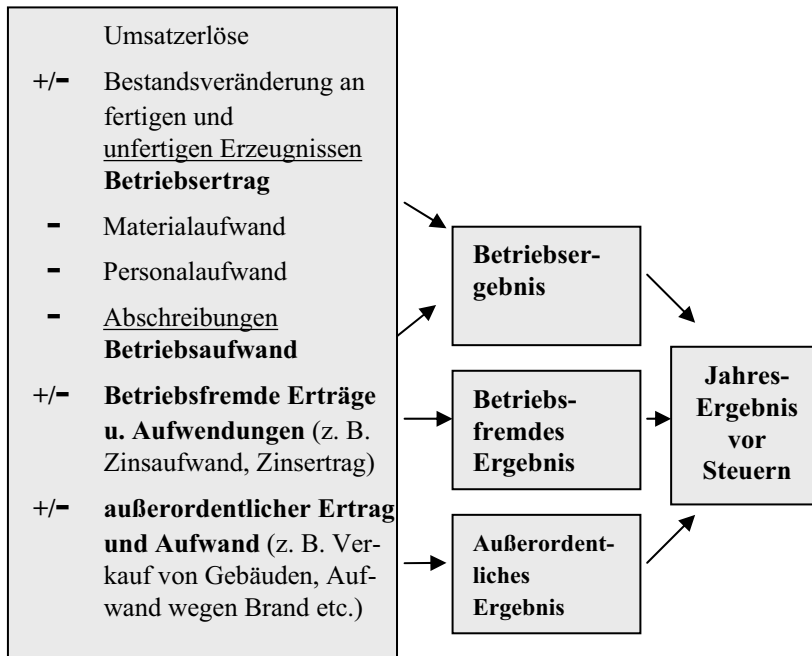 Umsatzerlöse
+/- Bestandsveränderung an
fertigen und
unfertigen Erzeugnissen
Betriebsertrag
- Materialaufwand
- Personalaufwand
- Abschreibungen
Betriebsaufwand
+/- Betriebsfremde Erträge
u. Aufwendungen (z. B.
Zinsaufwand, Zinsertrag)
+/- außerordentlicher Ertrag
und Aufwand (z. B. Ver-
kauf von Gebäuden, Auf-
wand wegen Brand etc.)
Betriebser-
gebnis
Betriebs-
fremdes
Ergebnis
Außerordent-
liches
Ergebnis
Jahres-
Ergebnis
vor
Steuern